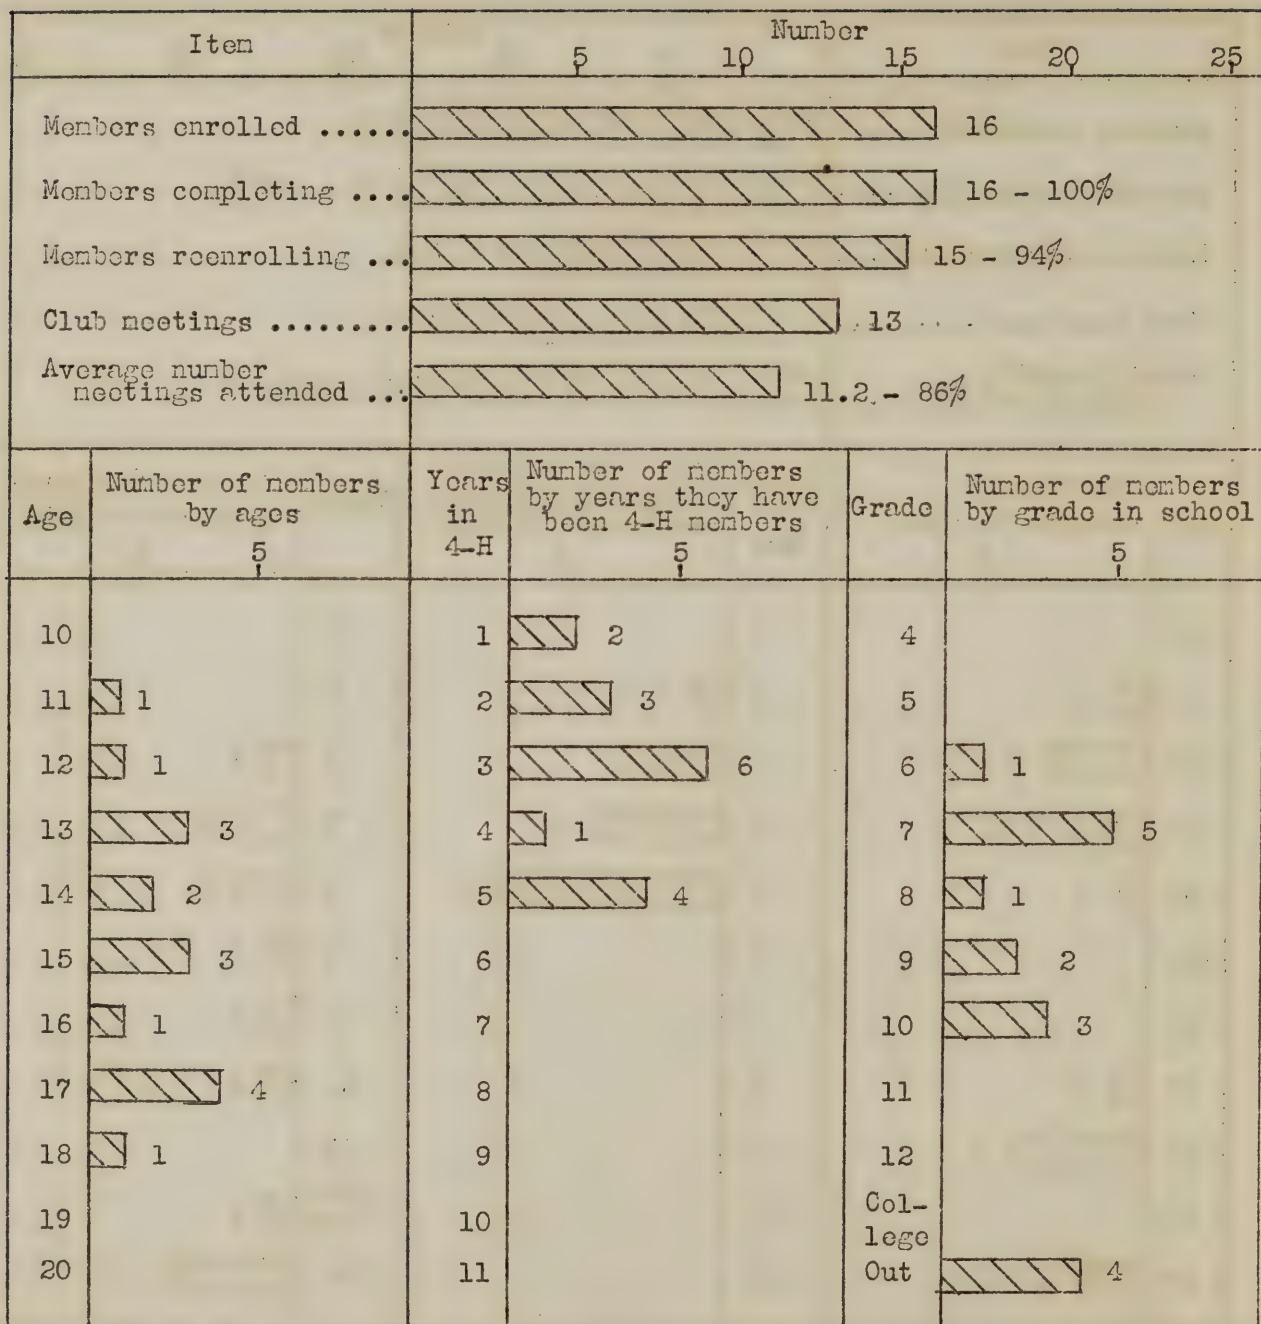 Item
Number
5 10 15 20 25
Members enrolled ...... 16
Members completing .... 16 - 100%
Members reenrolling ... 15 - 94%
Club meetings ......... 13
Average number
meetings attended ... 11.2 - 86%
Age
Number of members
by ages
5
Years
in
4-H
Number of members
by years they have
been 4-H members
5
Grade
Number of members
by grade in school
5
10 1 2 4
11 1 2 3 5
12 1 3 6 6 1
13 3 4 1 7 5
14 2 5 4 8 1
15 3 6 9 2
16 1 7 10 3
17 4 8 11
18 1 9 12
19 10 Col-
lege
20 11 Out 4